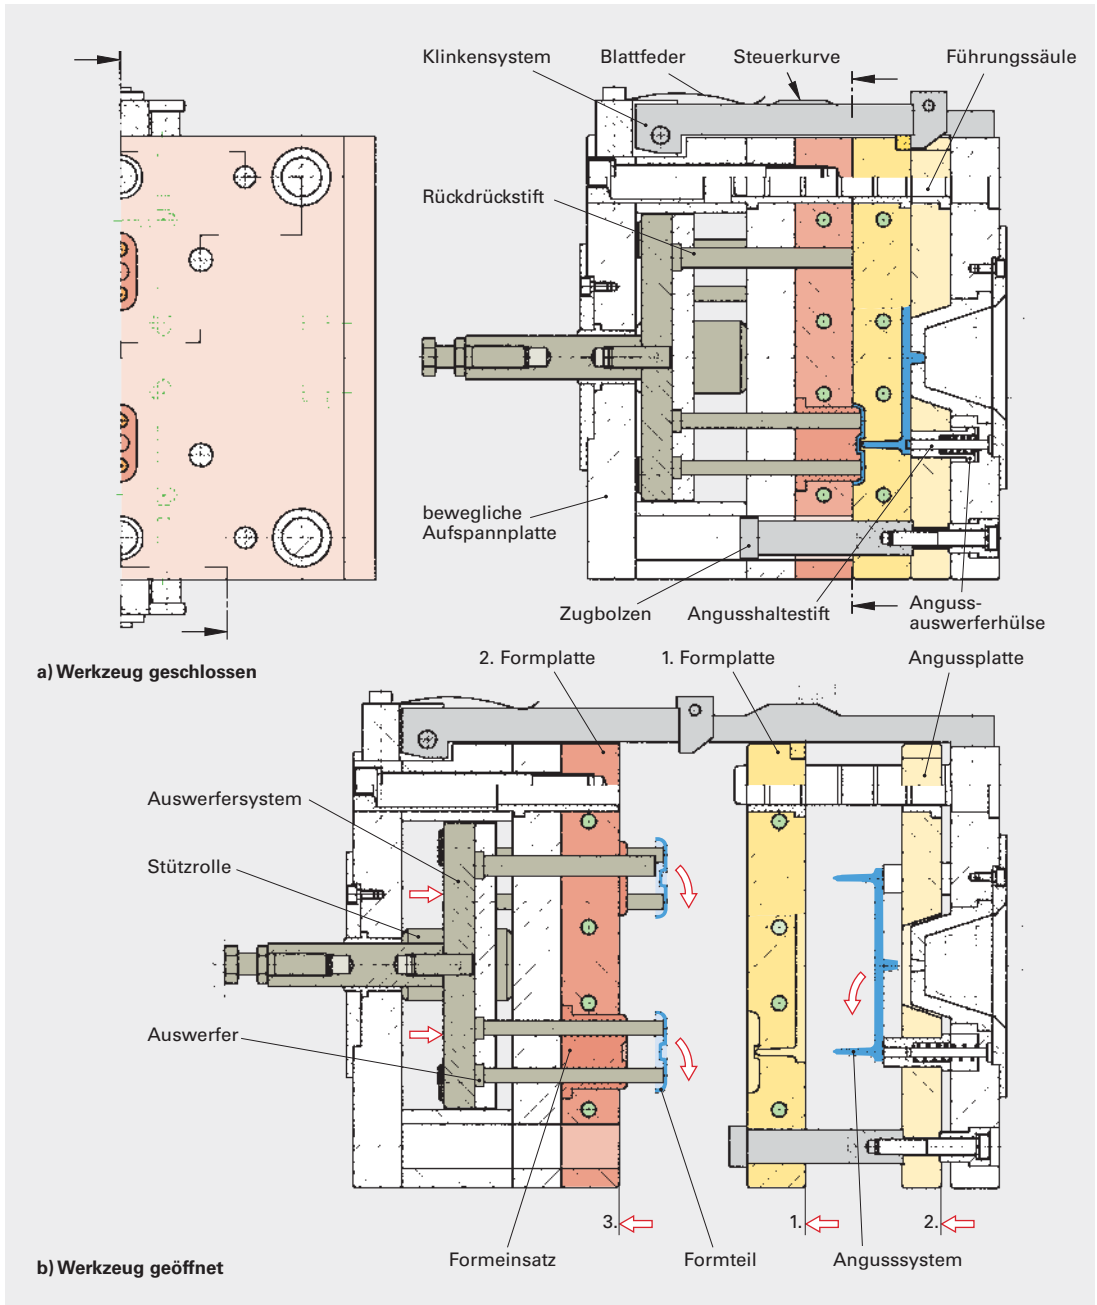 Klinkensystem
Blattfeder
Steuerkurve
Führungssäule
Rückdrückstift
bewegliche
Aufspannplatte
Zugbolzen
Angusshaltestift
Anguss-
auswerferhülse
a) Werkzeug geschlossen
2. Formplatte
1. Formplatte
Angussplatte
Auswerfersystem
Stützrolle
Auswerfer
3.
1.
2.
Formeinsatz
Formteil
Angusssystem
b) Werkzeug geöffnet